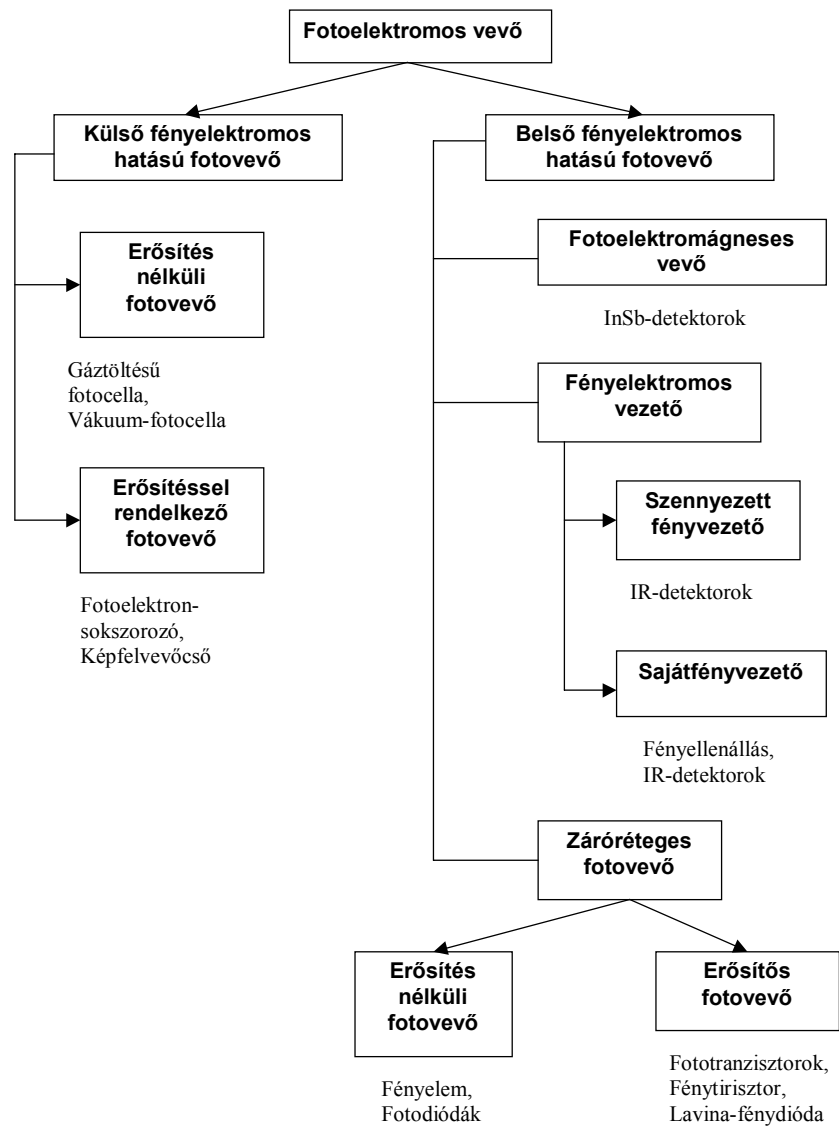 Fotoelektromos vevő
Külső fényelektromos
hatású fotovevő
Belső fényelektromos
hatású fotovevő
Erősítés
nélküli
fotovevő
Gáztöltésű
fotocella,
Vákuum-fotocella
Erősítéssel
rendelkező
fotovevő
Fotoelektron-
sokszorozó,
Képfelvevőcső
Fotoelektromágneses
vevő
InSb-detektorok
Fényelektromos
vezető
Szennyezett
fényvezető
IR-detektorok
Sajátfényvezető
Fényellenállás,
IR-detektorok
Záróréteges
fotovevő
Erősítés
nélküli
fotovevő
Fényelem,
Fotodiódák
Erősítős
fotovevő
Fototranzisztorok,
Fénytirisztor,
Lavina-fénydióda